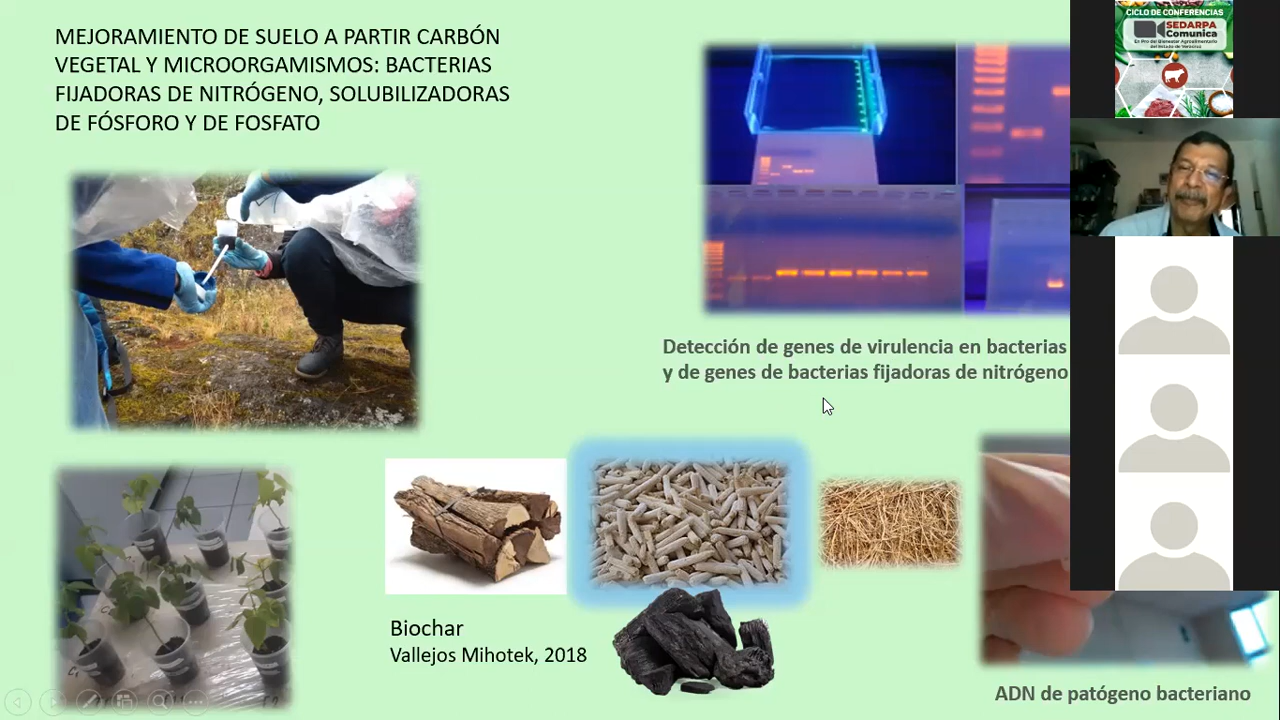 MEJORAMIENTO DE SUELO A PARTIR CARBÓN
VEGETAL Y MICROORGAMISMOS: BACTERIAS
FIJADORAS DE NITRÓGENO, SOLUBILIZADORAS
DE FÓSFORO Y DE FOSFATO
CICLO DE CONFERENCIAS
SEDARPA
Comunica
En Pro del Bienestar Agroalimentario
del Estado de Veracruz
Detección de genes de virulencia en bacterias
y de genes de bacterias fijadoras de nitrógeno
Biochar
Vallejos Mihotek, 2018
ADN de patógeno bacteriano